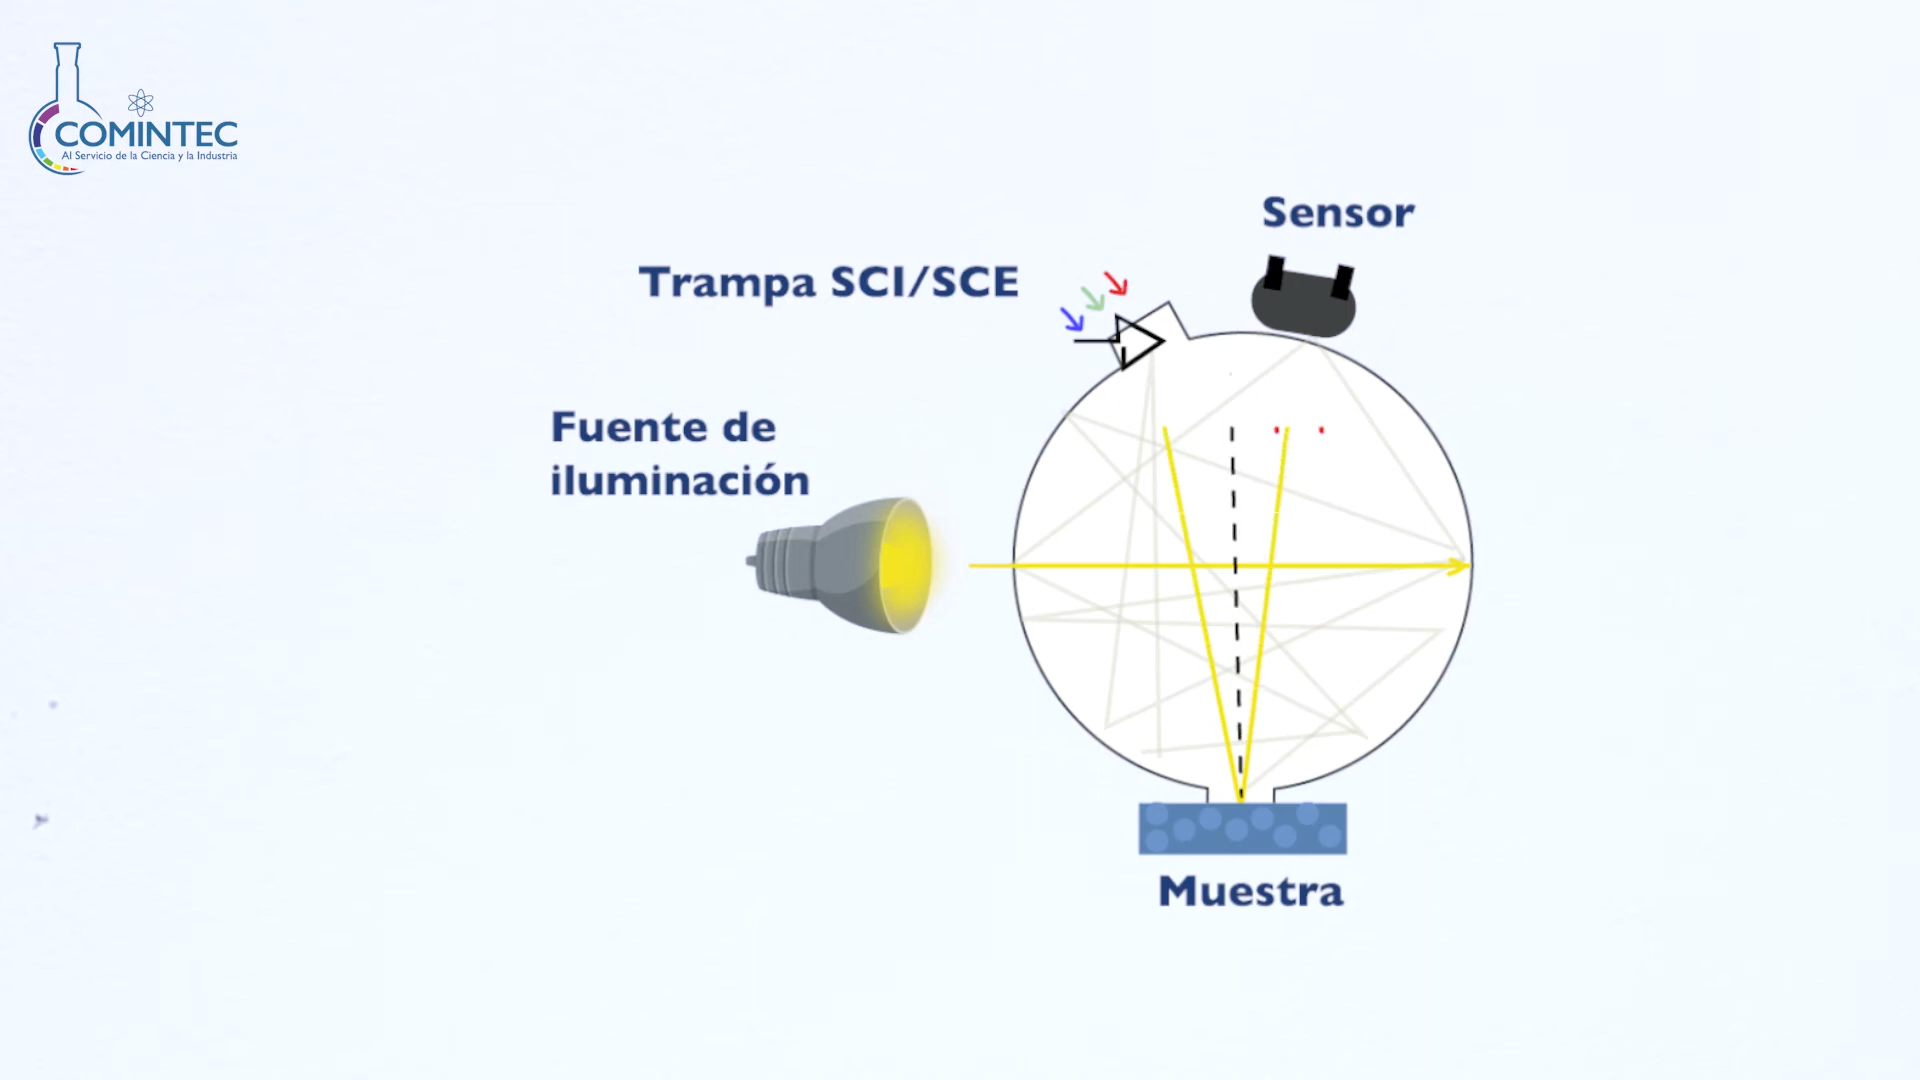 COMINTEC
Al Servicio de la Ciencia y la Industria
Sensor
Trampa SCI/SCE
Fuente de
iluminación
Muestra